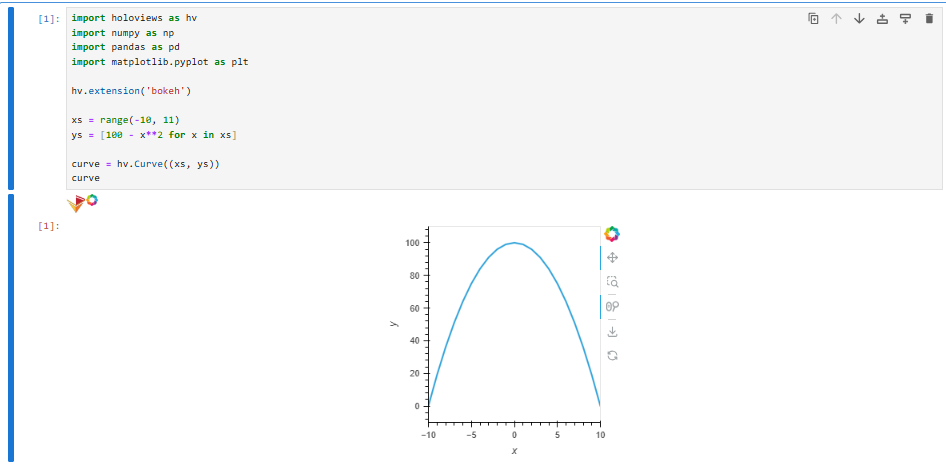 [1]:
import holoviews as hv
import numpy as np
import pandas as pd
import matplotlib.pyplot as plt
hv.extension('bokeh')
xs = range(-10, 11)
ys = [100 - x**2 for x in xs]
curve = hv.Curve((xs, ys))
curve
[1]:
100
80
60
40
20
0
y
-10 -5 0 5 10
x